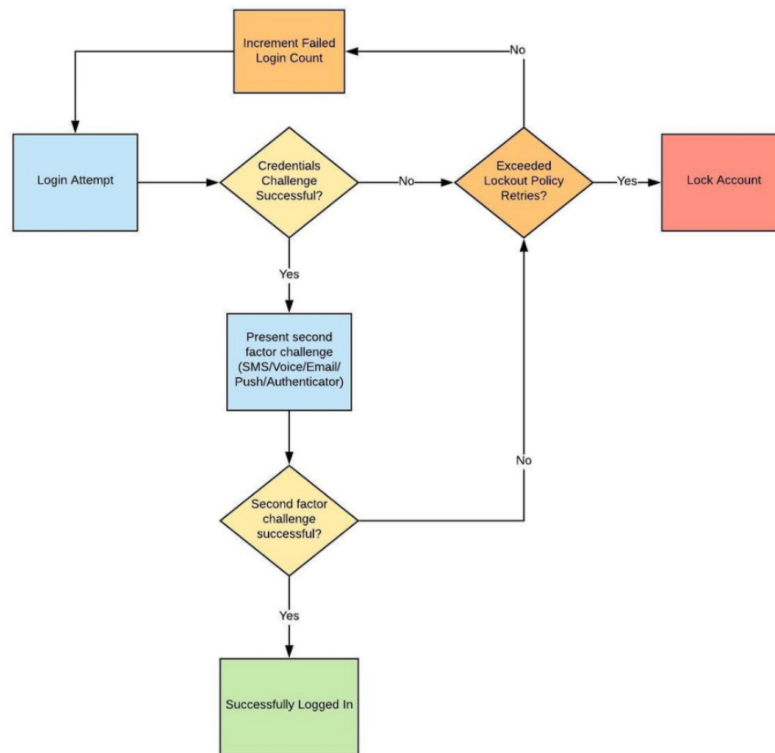 Increment Failed
Login Count
No
Login Attempt
Credentials
Challenge
Successful?
No
Exceeded
Lockout Policy
Retries?
Yes
Lock Account
Yes
Present second
factor challenge
(SMS/Voice/Email/
Push/Authenticator)
No
Second factor
challenge
successful?
Yes
Successfully Logged In